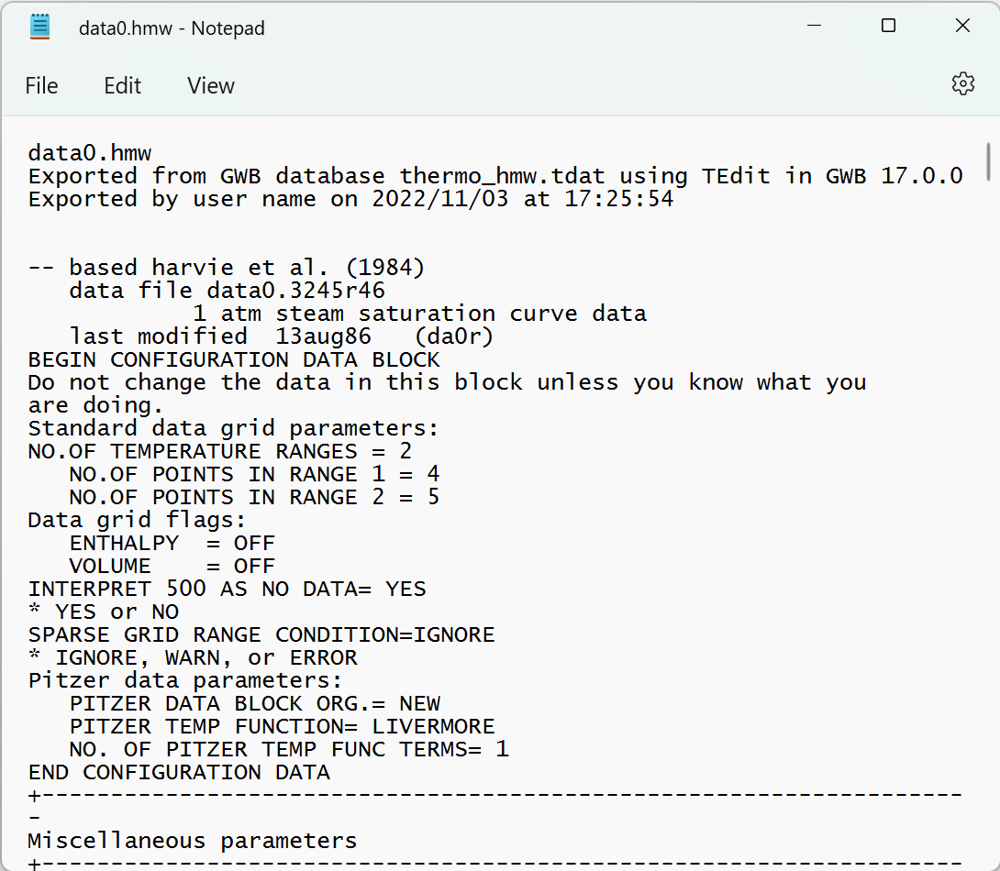 data0.hmw - Notepad
File Edit View
data0.hmw
Exported from GWB database thermo_hmw.tdat using TEdit in GWB 17.0.0
Exported by user name on 2022/11/03 at 17:25:54
-- based harvie et al. (1984)
   data file data0.3245r46
            1 atm steam saturation curve data
   last modified  13aug86   (da0r)
BEGIN CONFIGURATION DATA BLOCK
Do not change the data in this block unless you know what you
are doing.
Standard data grid parameters:
NO.OF TEMPERATURE RANGES = 2
   NO.OF POINTS IN RANGE 1 = 4
   NO.OF POINTS IN RANGE 2 = 5
Data grid flags:
   ENTHALPY  = OFF
   VOLUME    = OFF
INTERPRET 500 AS NO DATA= YES
* YES or NO
SPARSE GRID RANGE CONDITION=IGNORE
* IGNORE, WARN, or ERROR
Pitzer data parameters:
   PITZER DATA BLOCK ORG.= NEW
   PITZER TEMP FUNCTION= LIVERMORE
   NO. OF PITZER TEMP FUNC TERMS= 1
END CONFIGURATION DATA
+-------------------------------------------------------------------
-
Miscellaneous parameters
+-------------------------------------------------------------------